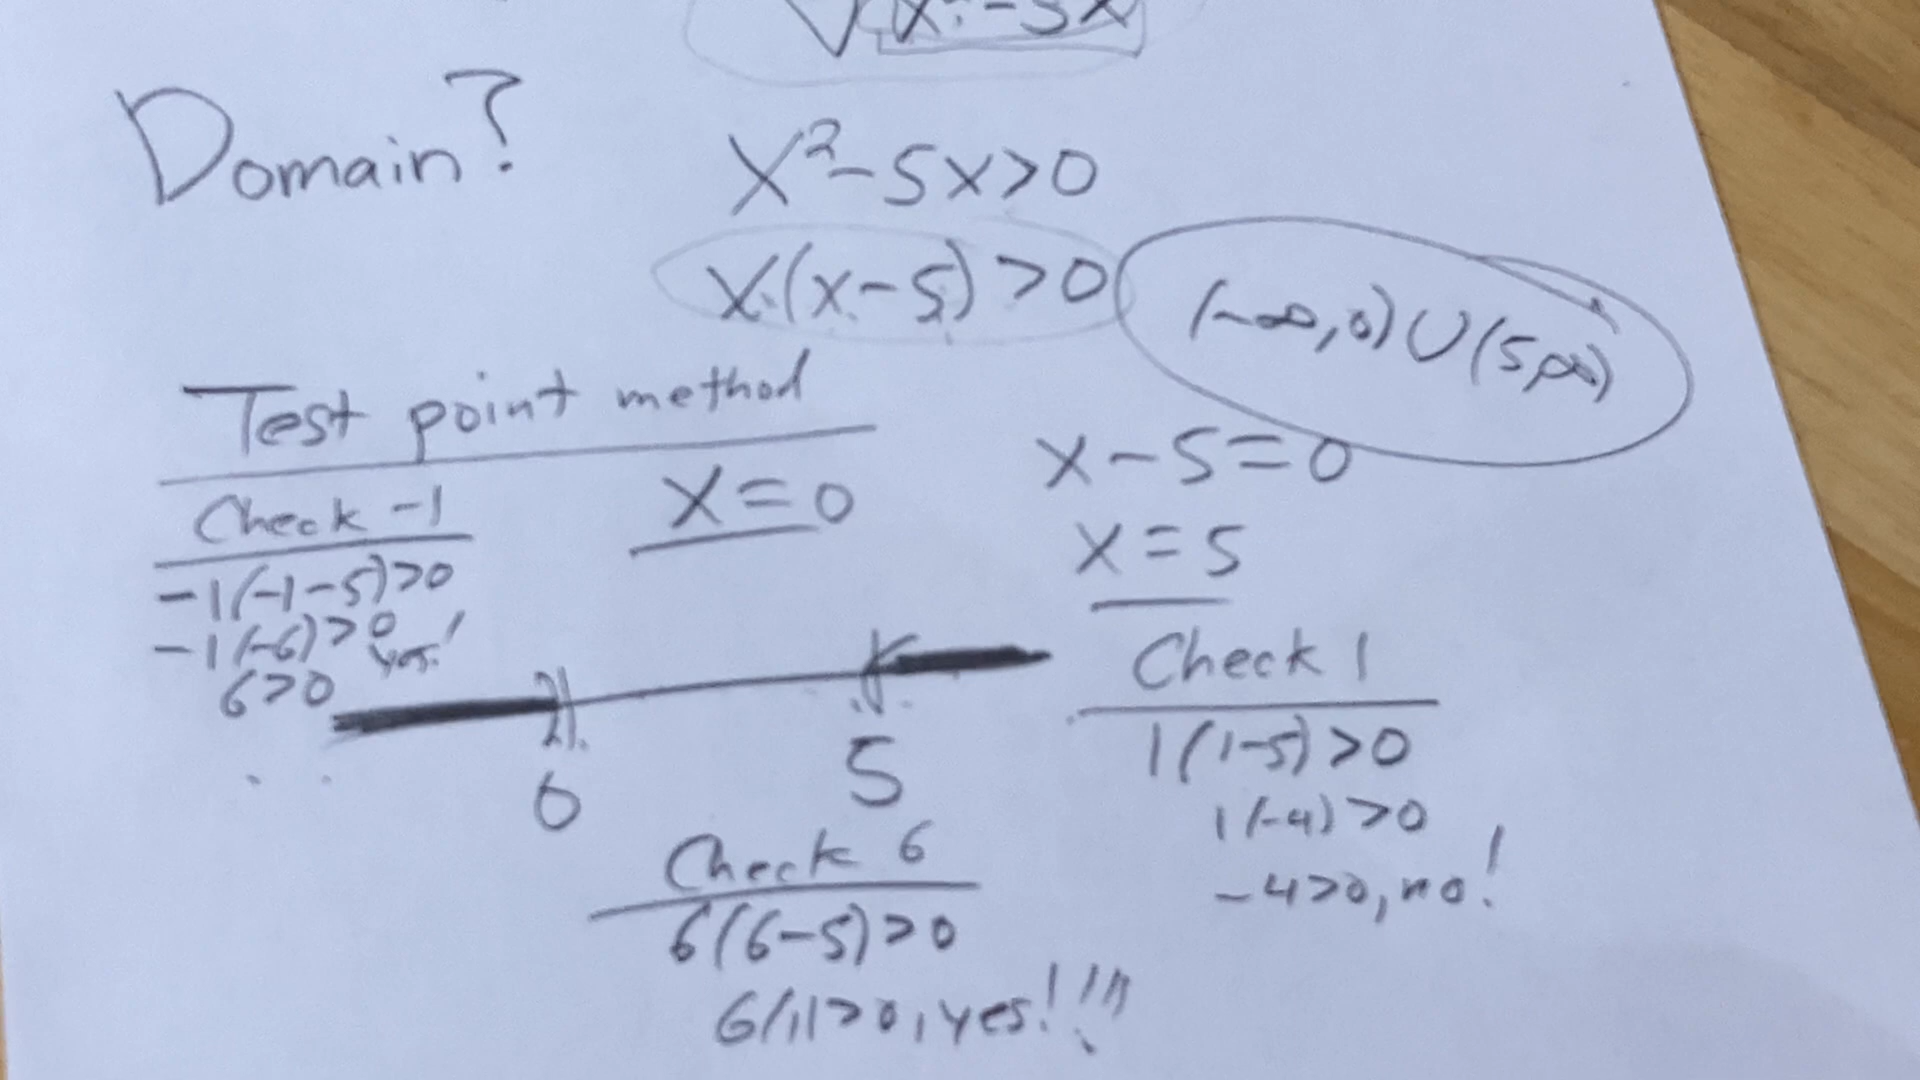 √x²-5x
Domain?
x²-5x>0
x(x-5)>0
(-∞,0)∪(5,∞)
Test point method
x=0
x-5=0
x=5
Check -1
-1(-1-5)>0
-1(-6)>0
6>0 yes!
0
5
Check 1
1(1-5)>0
1(-4)>0
-4>0, no!
Check 6
6(6-5)>0
6(1)>0, yes!!!!